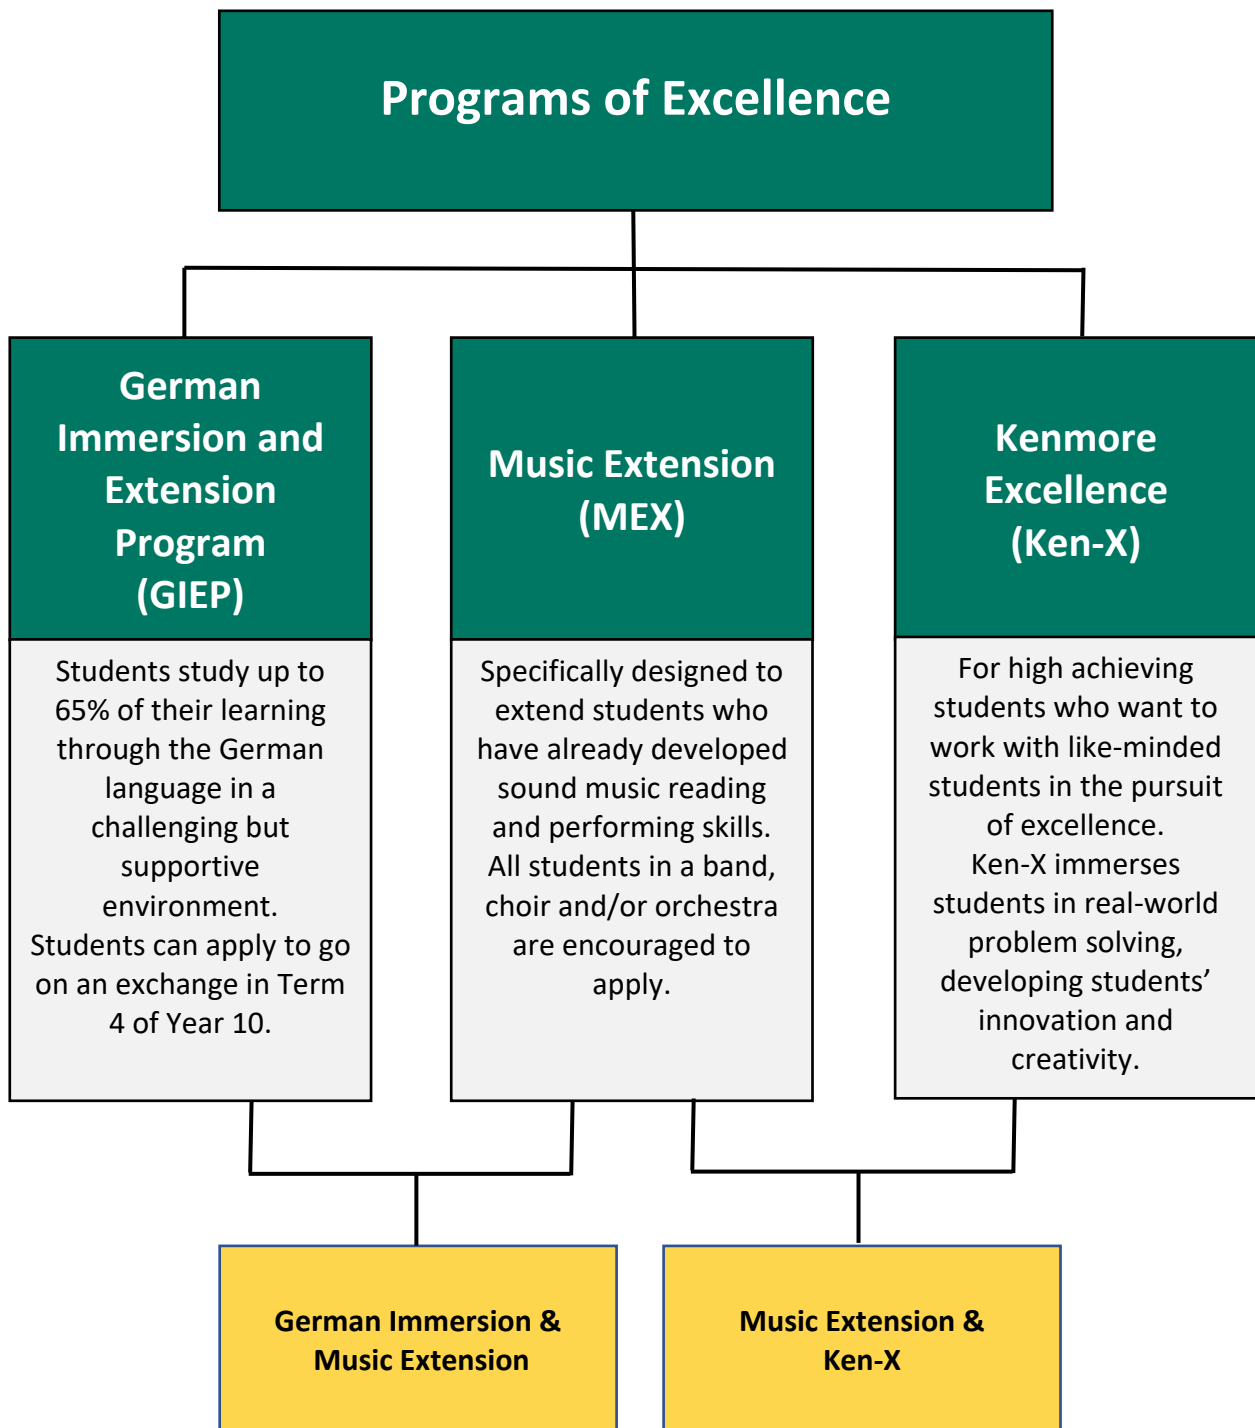 Programs of Excellence
German
Immersion and
Extension
Program
(GIEP)
Students study up to
65% of their learning
through the German
language in a
challenging but
supportive
environment.
Students can apply to go
on an exchange in Term
4 of Year 10.
Music Extension
(MEX)
Specifically designed to
extend students who
have already developed
sound music reading
and performing skills.
All students in a band,
choir and/or orchestra
are encouraged to
apply.
Kenmore
Excellence
(Ken-X)
For high achieving
students who want to
work with like-minded
students in the pursuit
of excellence.
Ken-X immerses
students in real-world
problem solving,
developing students’
innovation and
creativity.
German Immersion &
Music Extension
Music Extension &
Ken-X